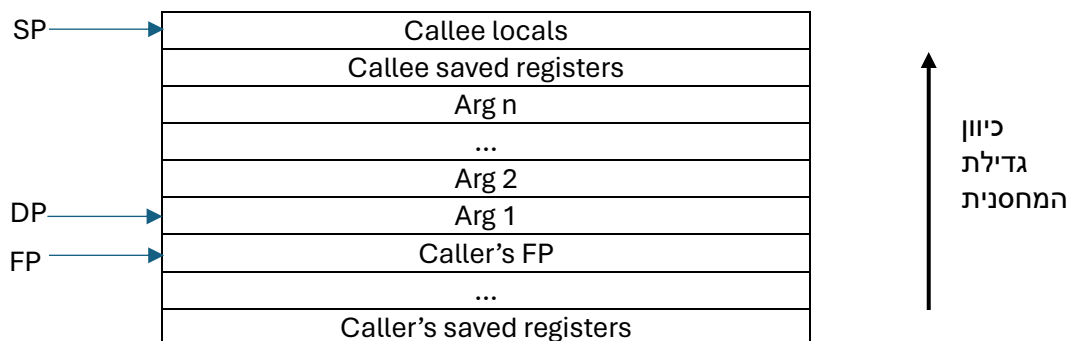 SP
Callee locals
Callee saved registers
Arg n
...
Arg 2
DP
Arg 1
FP
Caller's FP
...
Caller's saved registers
כיוון
גדילת
המחסנית